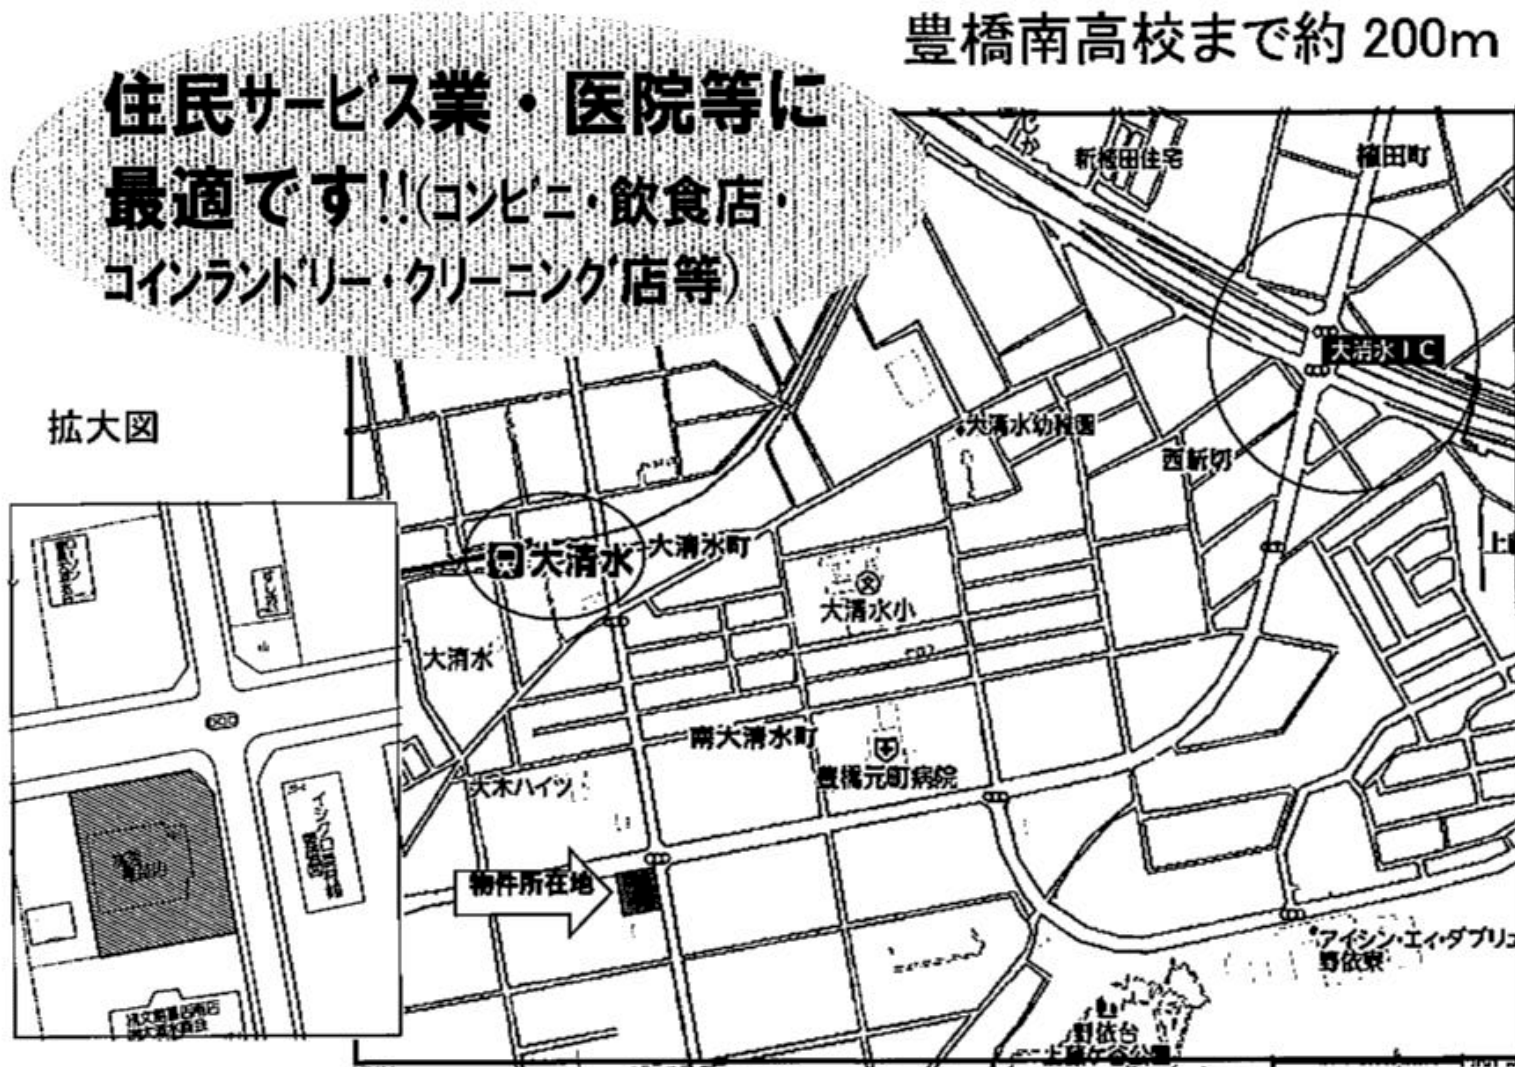 豊橋南高校まで約 200m
住民サービス業・医院等に
最適です!!(コンビニ・飲食店・
コインランドリー・クリーニング店等)
新植田住宅
植田町
大清水IC
拡大図
大清水幼稚園
西新切
大清水
大清水町
大清水小
大清水
南大清水町
豊橋元町病院
大木ハイツ
物件所在地
アイシン・エィ・ダブリュ
野依寮
野依台